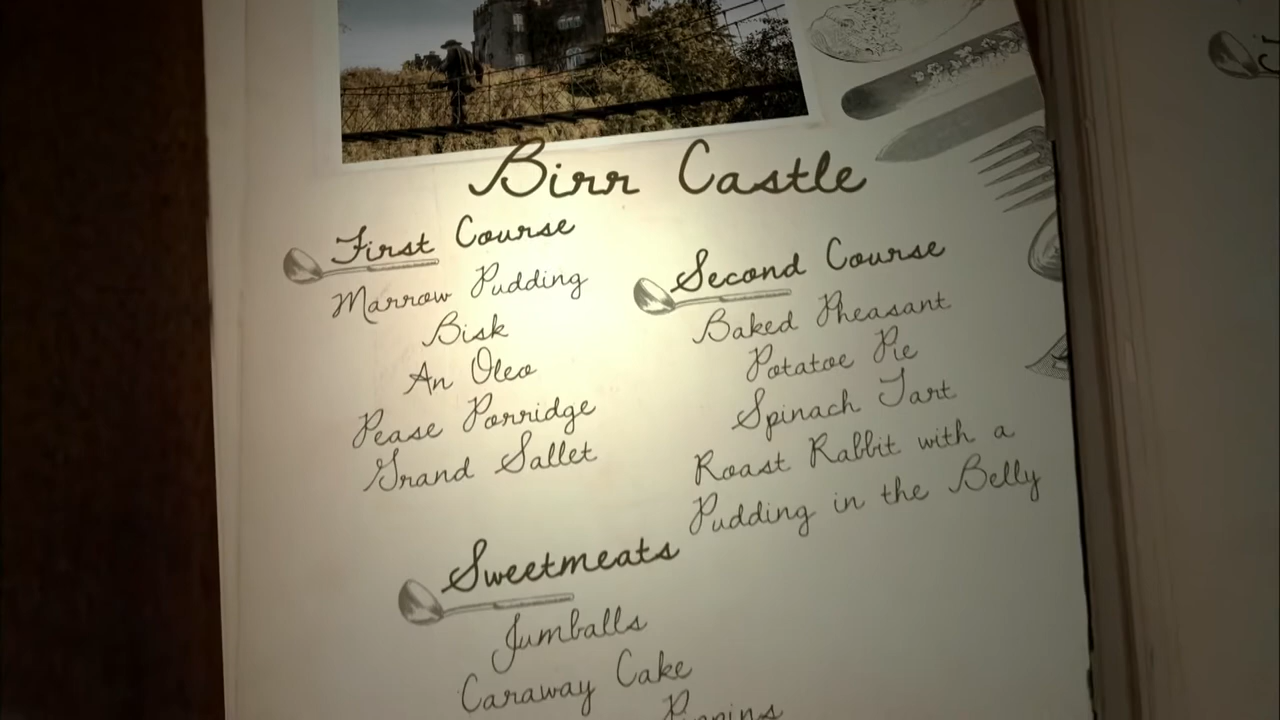 Birr Castle
First Course
Marrow Pudding
Bisk
An Oleo
Pease Porridge
Grand Sallet
Second Course
Baked Pheasant
Potatoe Pie
Spinach Tart
Roast Rabbit with a
Pudding in the Belly
Sweetmeats
Jumballs
Caraway Cake
Pippins